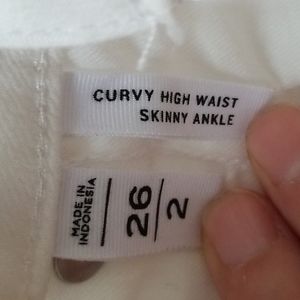 CURVY HIGH WAIST
SKINNY ANKLE
MADE IN
INDONESIA
26
2